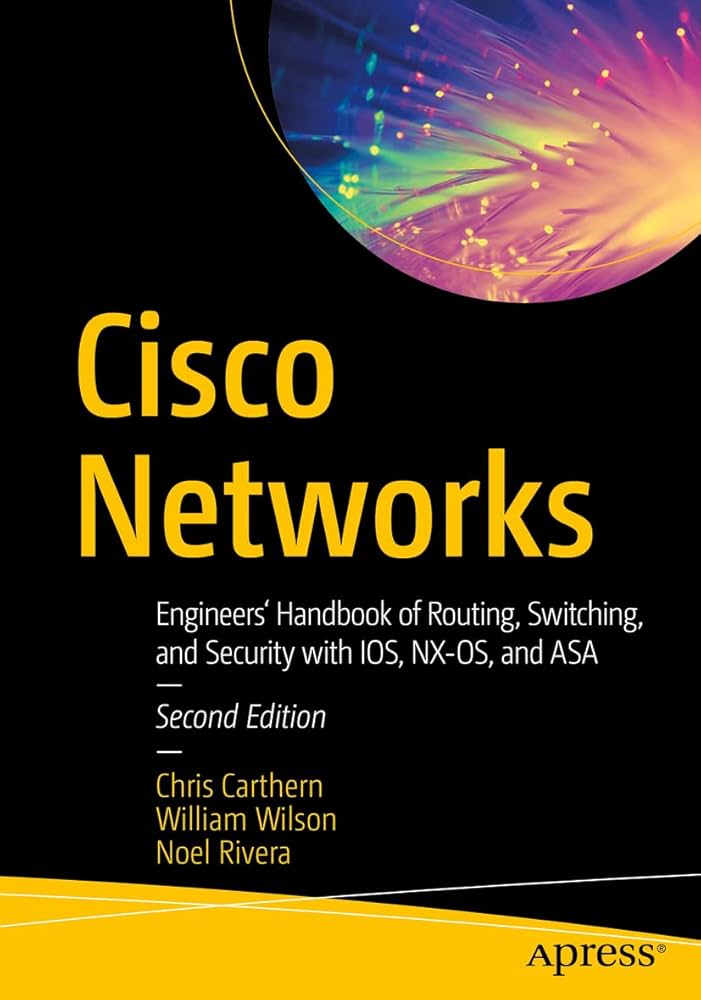 Cisco
Networks
Engineers‘ Handbook of Routing, Switching,
and Security with IOS, NX-OS, and ASA
—
Second Edition
—
Chris Carthern
William Wilson
Noel Rivera
Apress®